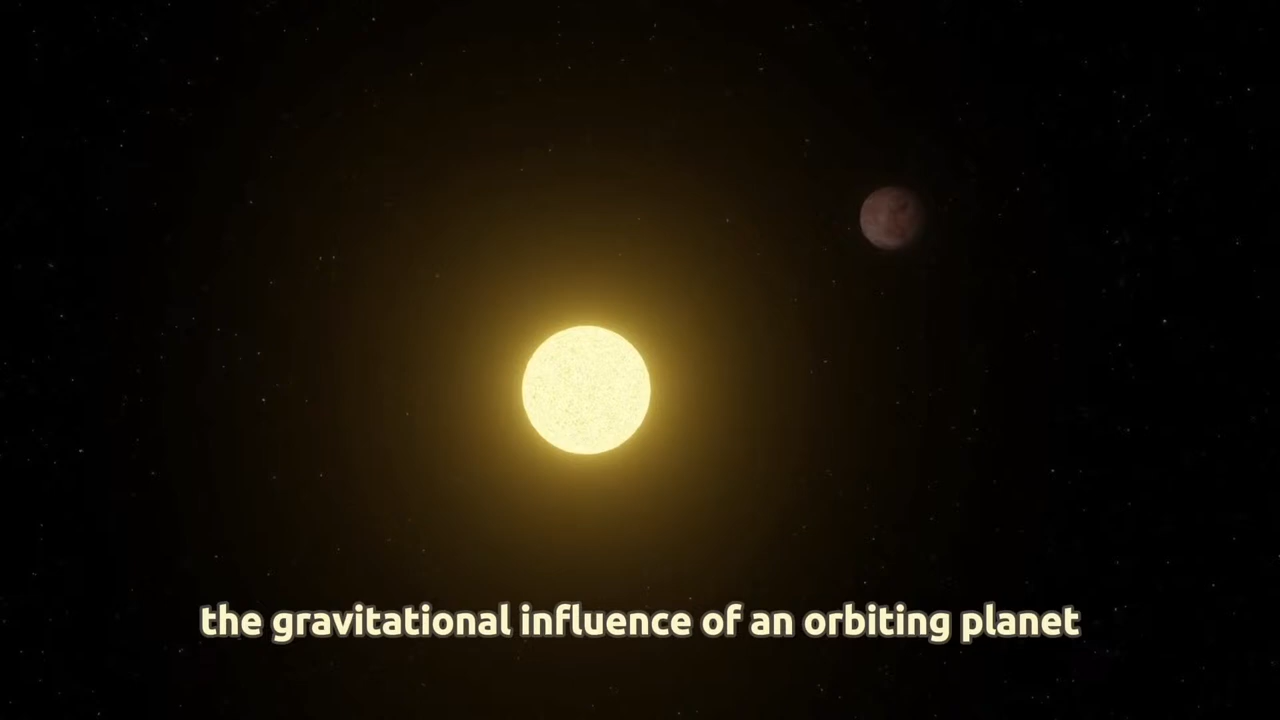 the gravitational influence of an orbiting planet